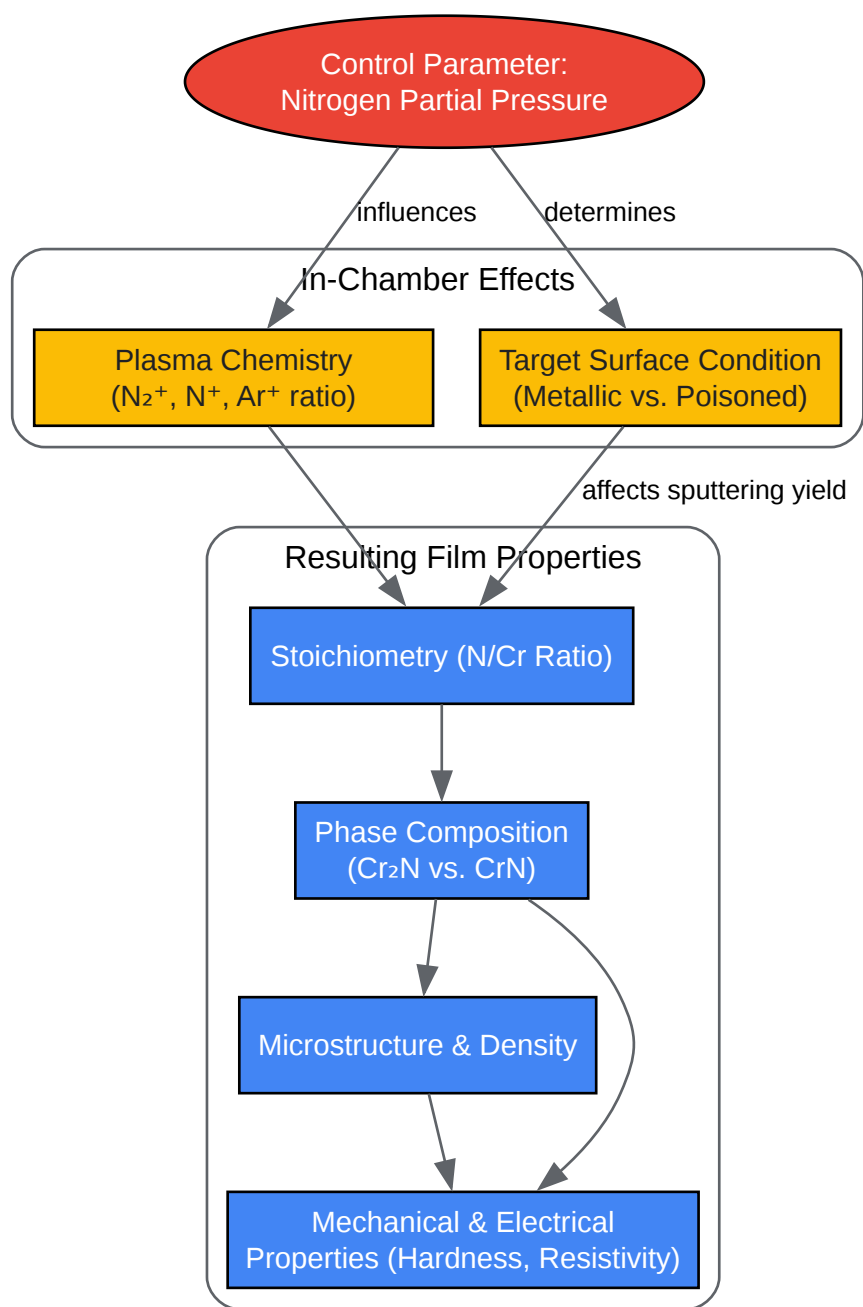 Control Parameter:
Nitrogen Partial Pressure
influences
determines
In-Chamber Effects
Plasma Chemistry
(N₂⁺, N⁺, Ar⁺ ratio)
Target Surface Condition
(Metallic vs. Poisoned)
affects sputtering yield
Resulting Film Properties
Stoichiometry (N/Cr Ratio)
Phase Composition
(Cr₂N vs. CrN)
Microstructure & Density
Mechanical & Electrical
Properties (Hardness, Resistivity)